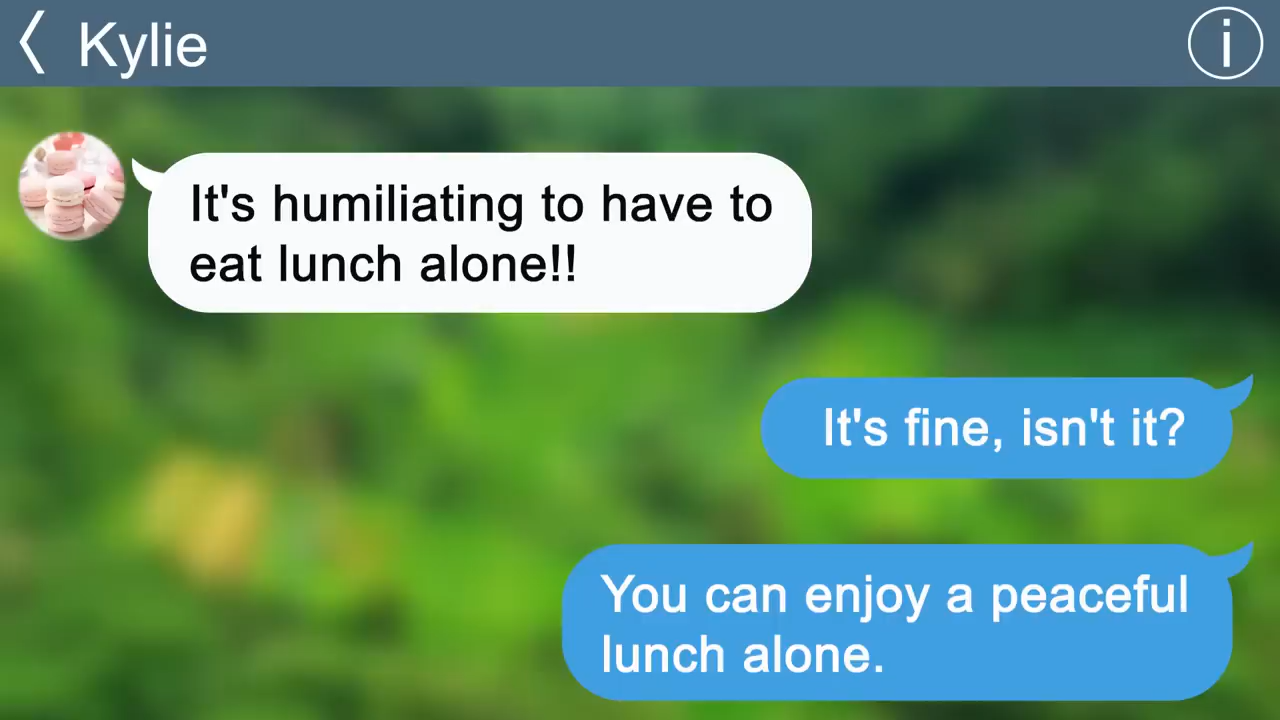 Kylie
It's humiliating to have to
eat lunch alone!!
It's fine, isn't it?
You can enjoy a peaceful
lunch alone.